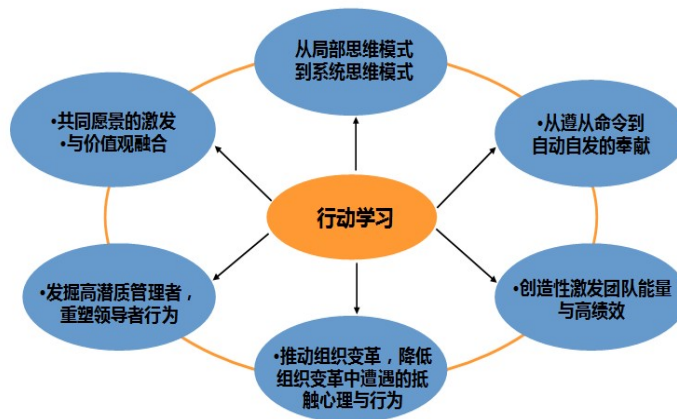 从局部思维模式
到系统思维模式
•共同愿景的激发
•与价值观融合
•从遵从命令到
自动自发的奉献
行动学习
•发掘高潜质管理者，
重塑领导者行为
•创造性激发团队能量
与高绩效
•推动组织变革，降低
组织变革中遭遇的抵
触心理与行为